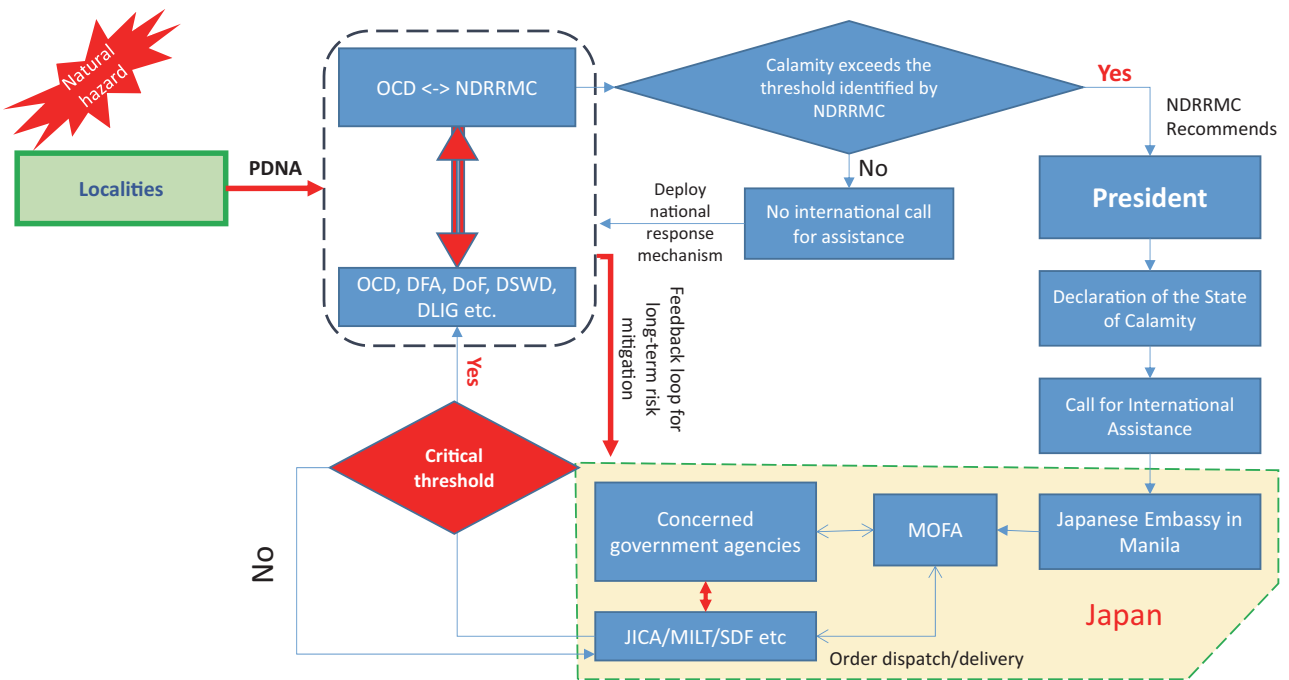 Natural
hazard
Localities
PDNA
OCD <-> NDRRMC
OCD, DFA, DoF, DSWD,
DLIG etc.
Calamity exceeds the
threshold identified by
NDRRMC
Yes
NDRRMC
Recommends
No
No international call
for assistance
Deploy
national
response
mechanism
President
Declaration of the State
of Calamity
Call for International
Assistance
Feedback loop for
long-term risk
mitigation
Yes
Critical
threshold
No
Concerned
government agencies
MOFA
Japanese Embassy in
Manila
JICA/MILT/SDF etc
Order dispatch/delivery
Japan